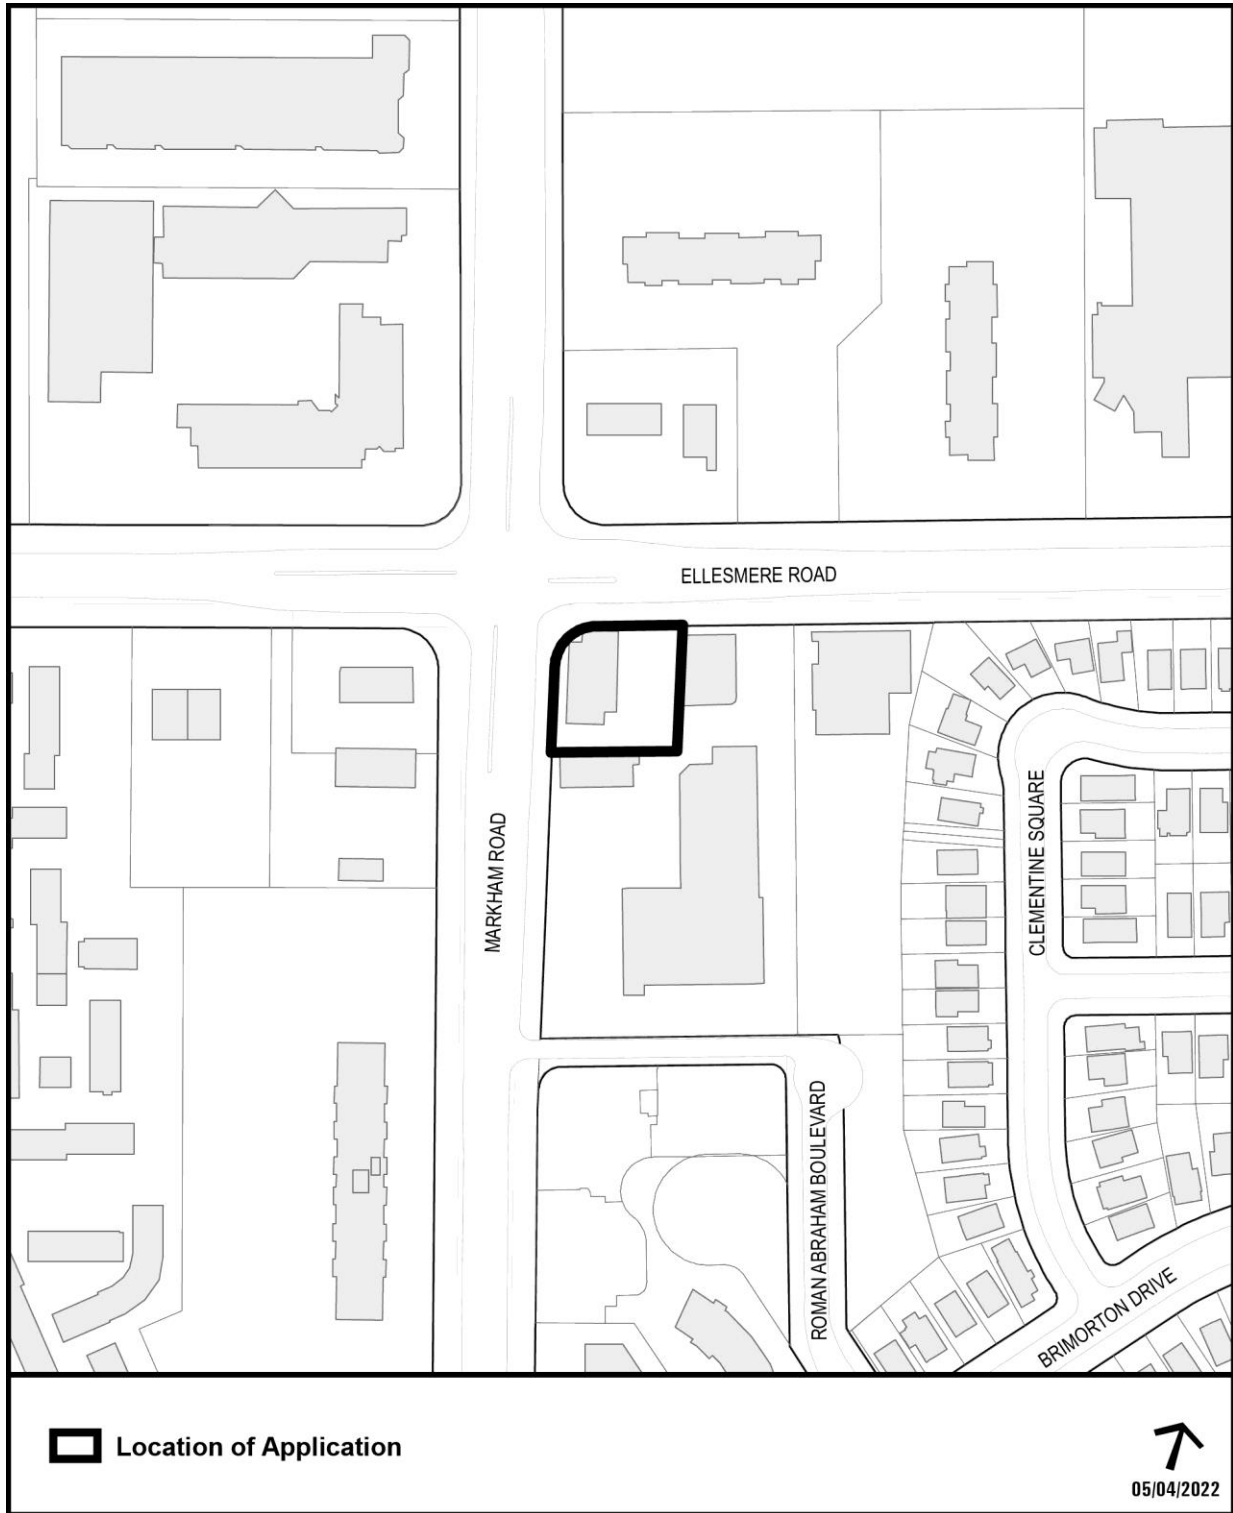 ELLESMERE ROAD
MARKHAM ROAD
CLEMENTINE SQUARE
ROMAN ABRAHAM BOULEVARD
BRIMORTON DRIVE
Location of Application
05/04/2022